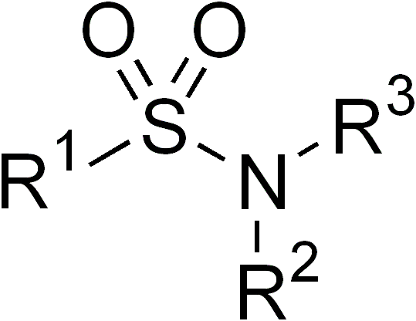 O O
R¹ S N R³
R²